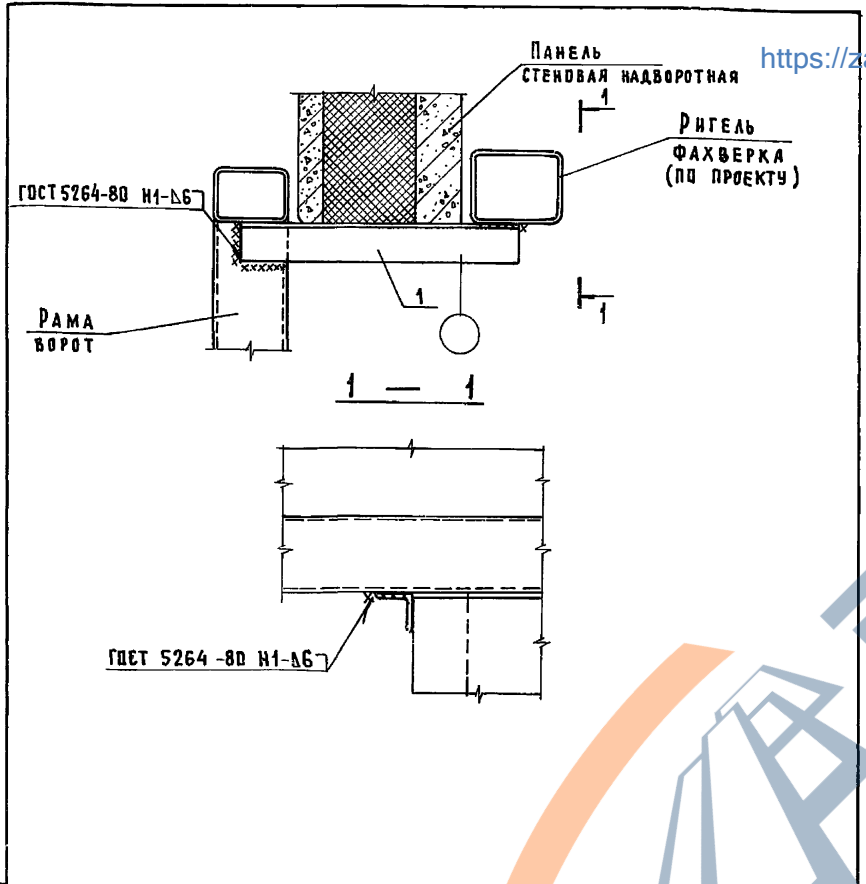 ПАНЕЛЬ
СТЕНОВАЯ НАДВОРОТНАЯ
https://za
1
РИГЕЛЬ
ФАХВЕРКА
(ПО ПРОЕКТУ)
ГОСТ 5264-80 Н1-Δ6
1
1
РАМА
ВОРОТ
1 — 1
ГОСТ 5264-80 Н1-Δ6